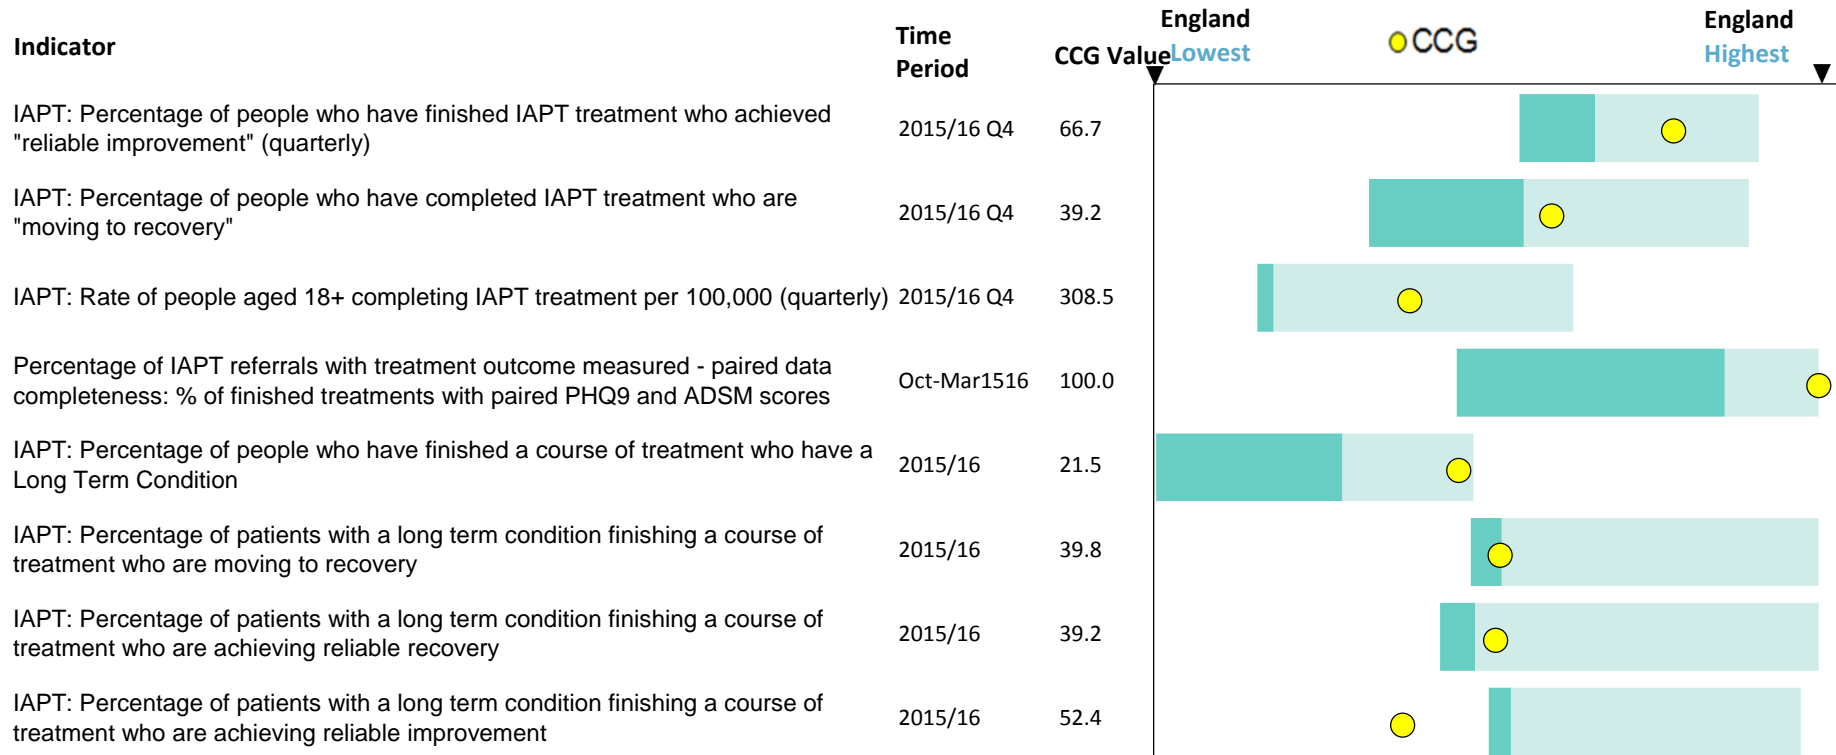 Indicator
Time
Period
CCG Value
England
Lowest
CCG
England
Highest
IAPT: Percentage of people who have finished IAPT treatment who achieved
"reliable improvement" (quarterly)
2015/16 Q4
66.7
IAPT: Percentage of people who have completed IAPT treatment who are
"moving to recovery"
2015/16 Q4
39.2
IAPT: Rate of people aged 18+ completing IAPT treatment per 100,000 (quarterly)
2015/16 Q4
308.5
Percentage of IAPT referrals with treatment outcome measured - paired data
completeness: % of finished treatments with paired PHQ9 and ADSM scores
Oct-Mar1516
100.0
IAPT: Percentage of people who have finished a course of treatment who have a
Long Term Condition
2015/16
21.5
IAPT: Percentage of patients with a long term condition finishing a course of
treatment who are moving to recovery
2015/16
39.8
IAPT: Percentage of patients with a long term condition finishing a course of
treatment who are achieving reliable recovery
2015/16
39.2
IAPT: Percentage of patients with a long term condition finishing a course of
treatment who are achieving reliable improvement
2015/16
52.4